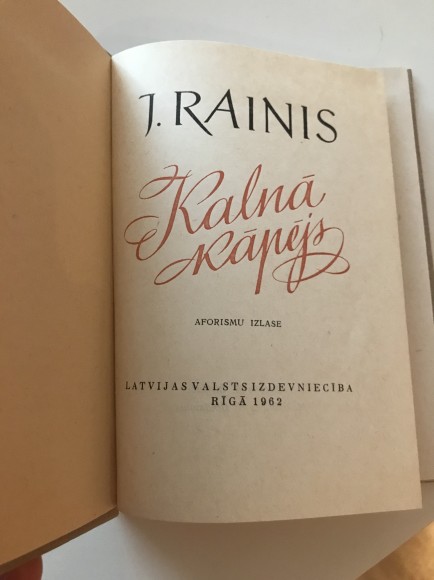 J. RAINIS
Kalnā
kāpējs
AFORISMU IZLASE
LATVIJAS VALSTS IZDEVNIECĪBA
RĪGĀ 1962